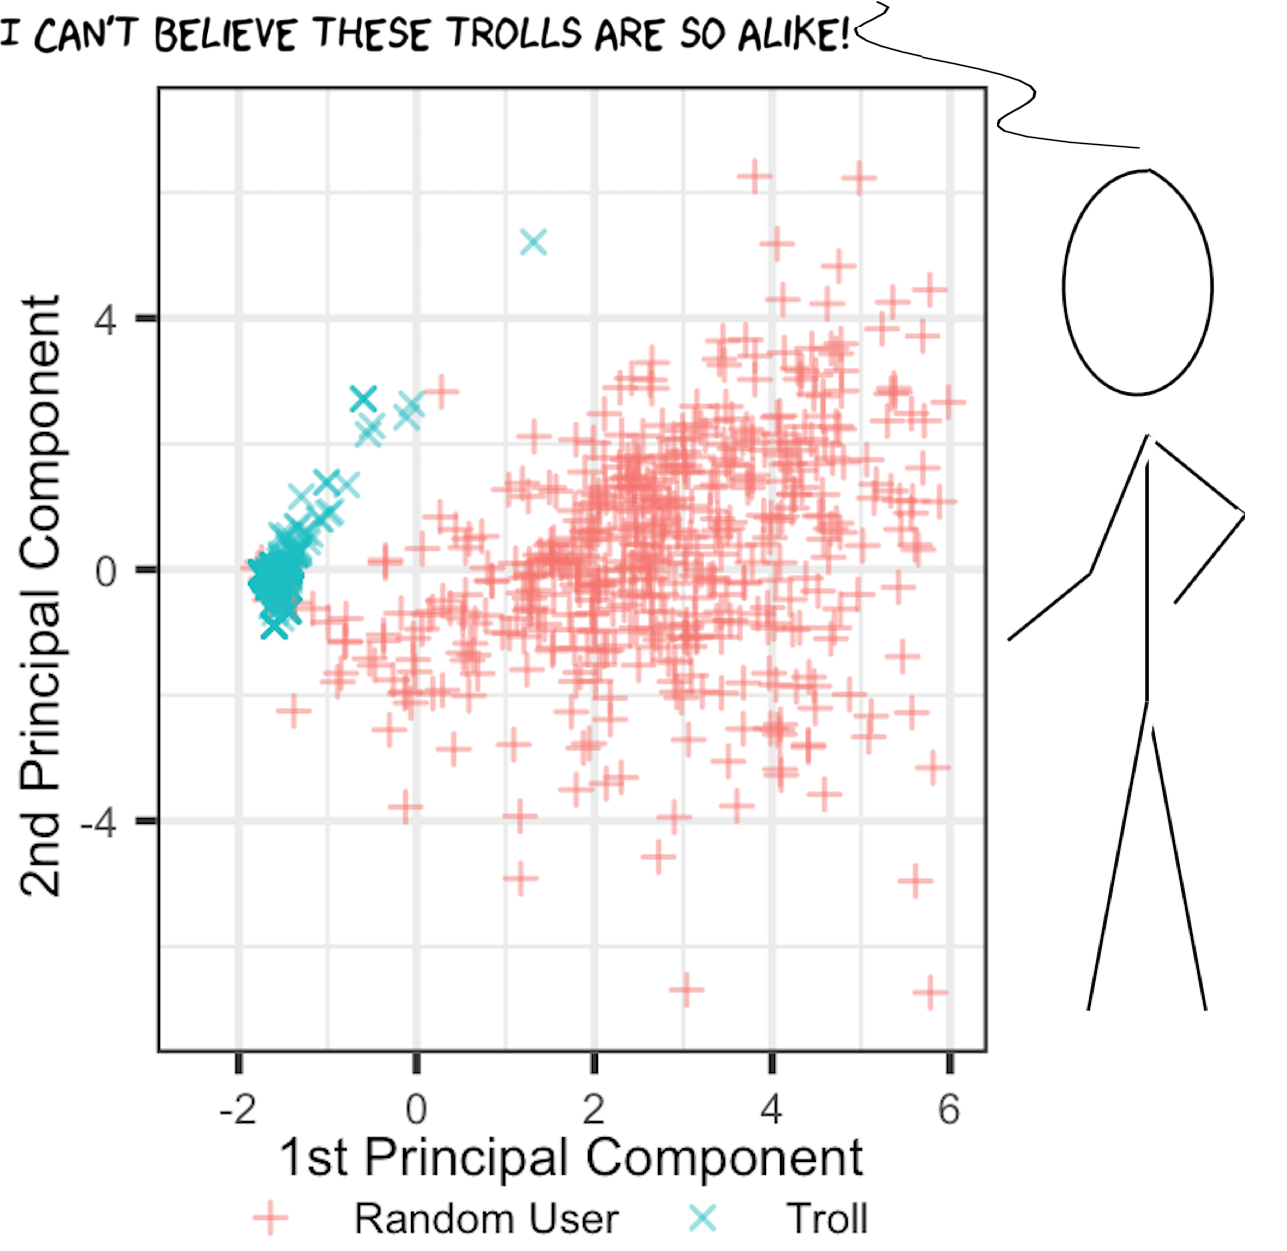 I CAN'T BELIEVE THESE TROLLS ARE SO ALIKE!
2nd Principal Component
4
0
-4
-2 0 2 4 6
1st Principal Component
Random User Troll